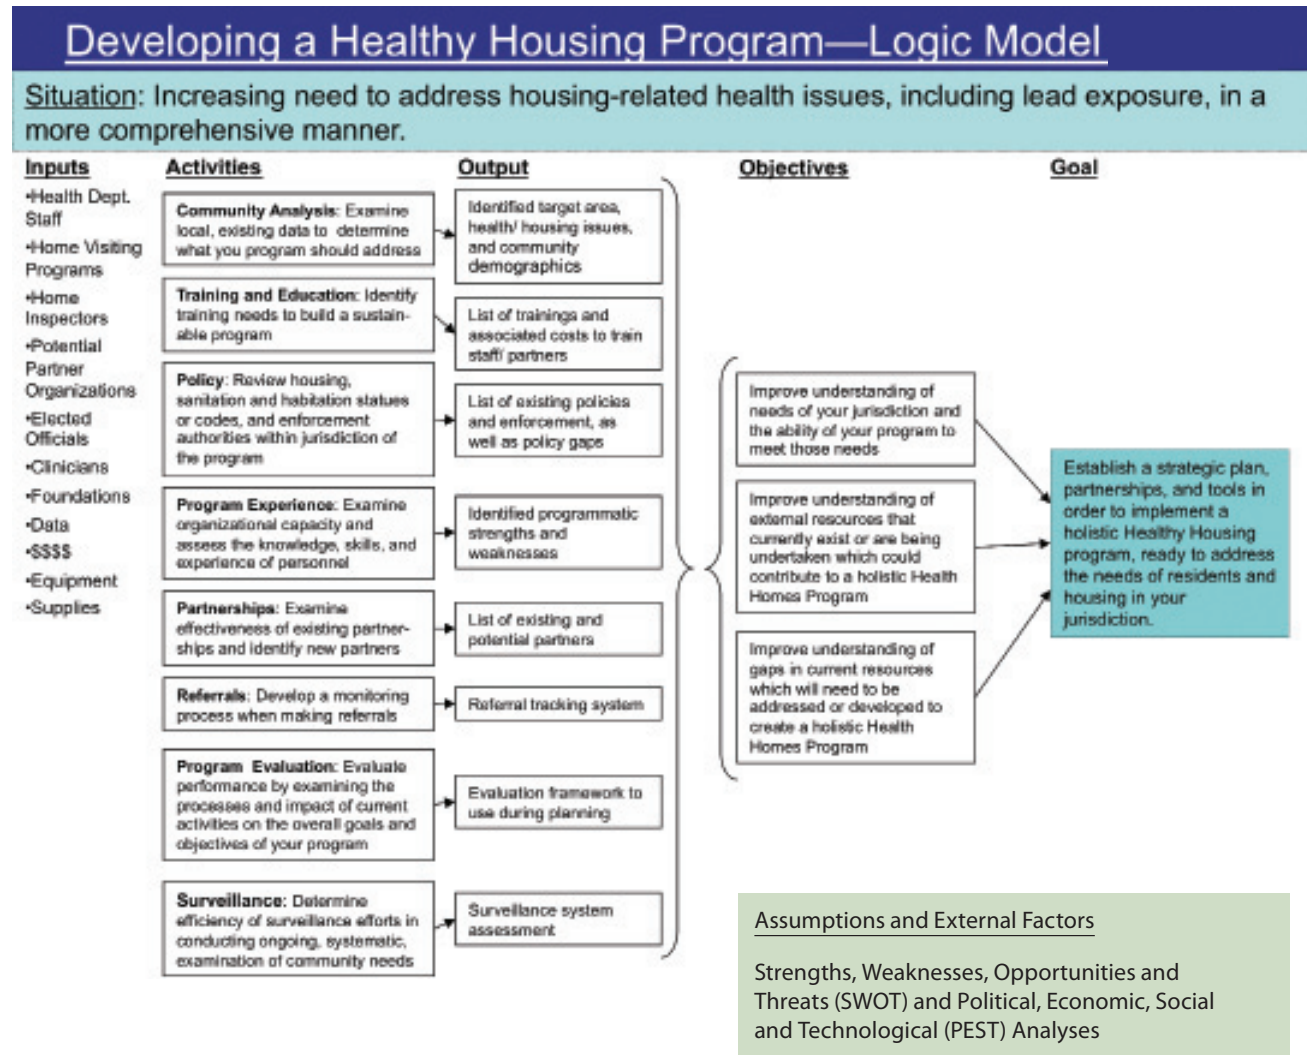 Developing a Healthy Housing Program—Logic Model
Situation: Increasing need to address housing-related health issues, including lead exposure, in a
more comprehensive manner.
Inputs
•Health Dept.
Staff
•Home Visiting
Programs
•Home
Inspectors
•Potential
Partner
Organizations
•Elected
Officials
•Clinicians
•Foundations
•Data
•$$$$
•Equipment
•Supplies
Activities
Community Analysis: Examine
local, existing data to determine
what you program should address
Training and Education: Identify
training needs to build a sustain-
able program
Policy: Review housing,
sanitation and habitation statues
or codes, and enforcement
authorities within jurisdiction of
the program
Program Experience: Examine
organizational capacity and
assess the knowledge, skills, and
experience of personnel
Partnerships: Examine
effectiveness of existing partner-
ships and identify new partners
Referrals: Develop a monitoring
process when making referrals
Program Evaluation: Evaluate
performance by examining the
processes and impact of current
activities on the overall goals and
objectives of your program
Surveillance: Determine
efficiency of surveillance efforts in
conducting ongoing, systematic,
examination of community needs
Output
Identified target area,
health/ housing issues,
and community
demographics
List of trainings and
associated costs to train
staff/ partners
List of existing policies
and enforcement, as
well as policy gaps
Identified programmatic
strengths and
weaknesses
List of existing and
potential partners
Referral tracking system
Evaluation framework to
use during planning
Surveillance system
assessment
Objectives
Improve understanding of
needs of your jurisdiction and
the ability of your program to
meet those needs
Improve understanding of
external resources that
currently exist or are being
undertaken which could
contribute to a holistic Health
Homes Program
Improve understanding of
gaps in current resources
which will need to be
addressed or developed to
create a holistic Health
Homes Program
Goal
Establish a strategic plan,
partnerships, and tools in
order to implement a
holistic Healthy Housing
program, ready to address
the needs of residents and
housing in your
jurisdiction.
Assumptions and External Factors
Strengths, Weaknesses, Opportunities and
Threats (SWOT) and Political, Economic, Social
and Technological (PEST) Analyses